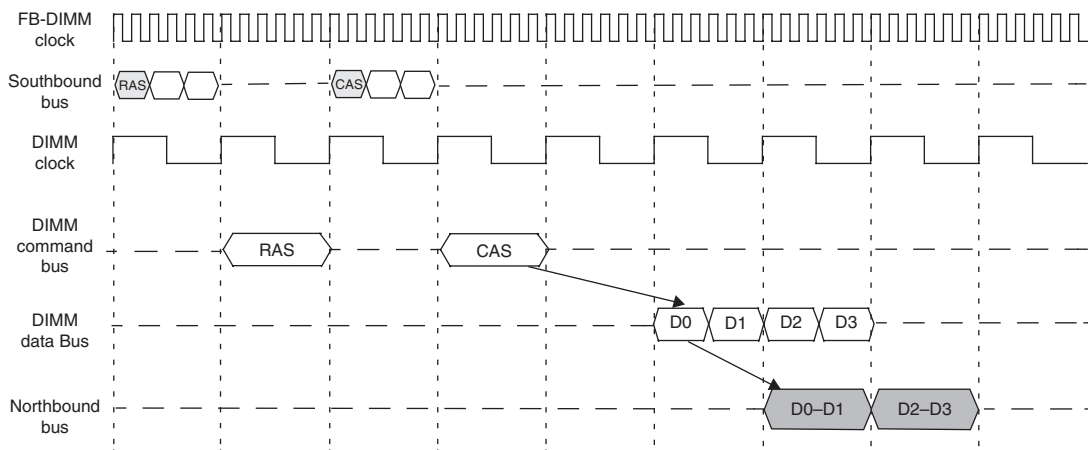 FB-DIMM
clock
Southbound
bus
RAS
CAS
DIMM
clock
DIMM
command
bus
RAS
CAS
DIMM
data Bus
D0
D1
D2
D3
Northbound
bus
D0–D1
D2–D3